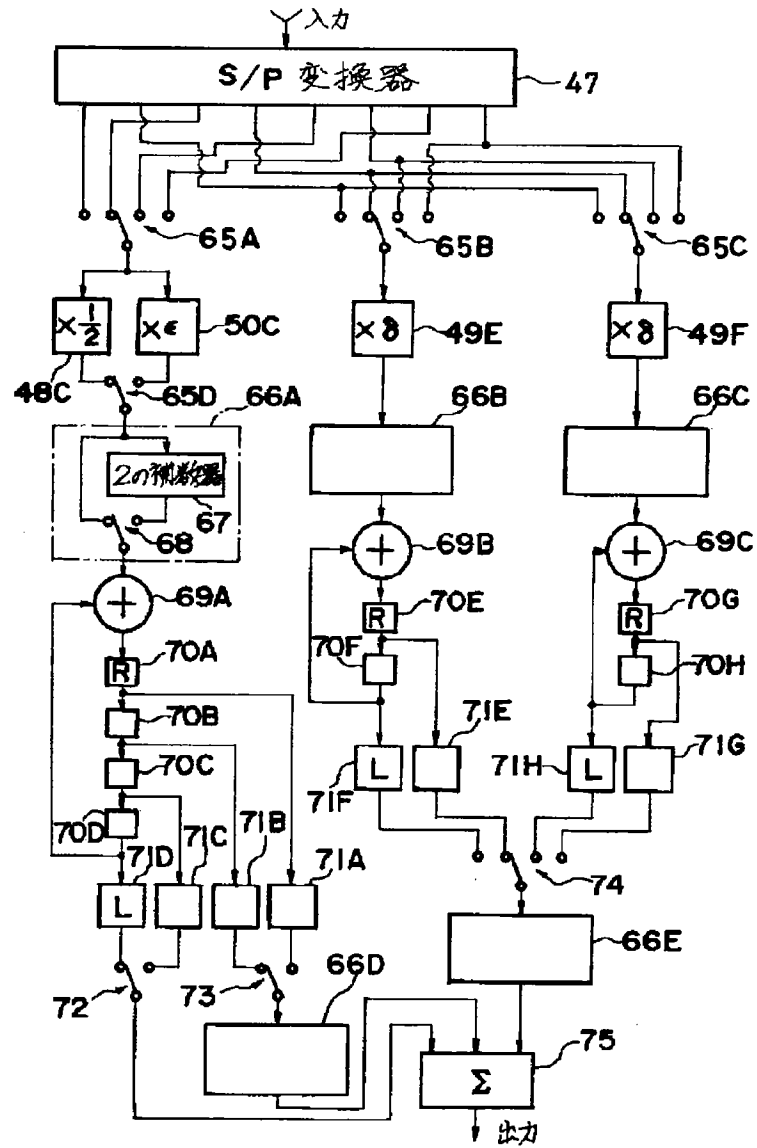 入力
S/P 変換器
47
65A
65B
65C
×1/2
×ε
50C
×δ
49E
×δ
49F
48C
65D
66A
66B
66C
2の補数器
67
68
+
69A
+
69B
+
69C
R
70A
R
70E
R
70G
70B
70F
70H
70C
70D
71D
71C
71B
71A
L
71F
71E
71H
L
71G
L
74
72
73
66D
66E
75
Σ
出力